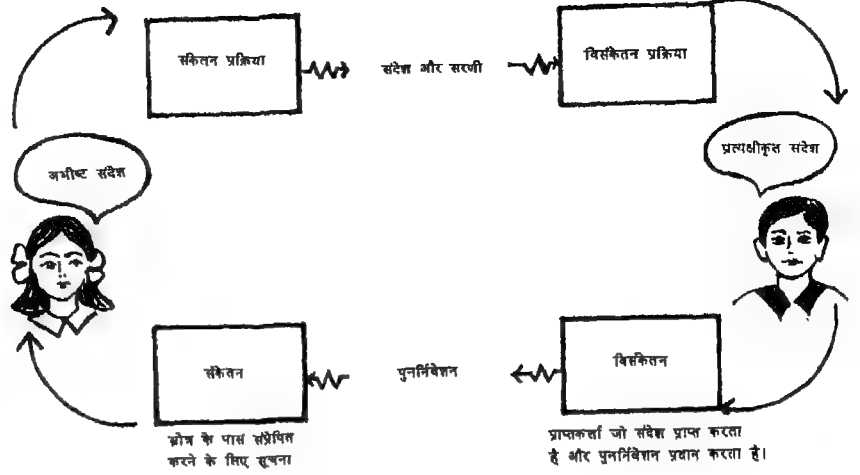 संकेतन प्रक्रिया
संदेश और सरणी
विसंकेतन प्रक्रिया
अभीष्ट संदेश
प्रत्यक्षीकृत संदेश
संकेतन
पुनर्निवेशन
विसंकेतन
स्रोत के पास संप्रेषित
करने के लिए सूचना
प्राप्तकर्त्ता जो संदेश प्राप्त करता
है और पुनर्निवेशन प्रदान करता है।